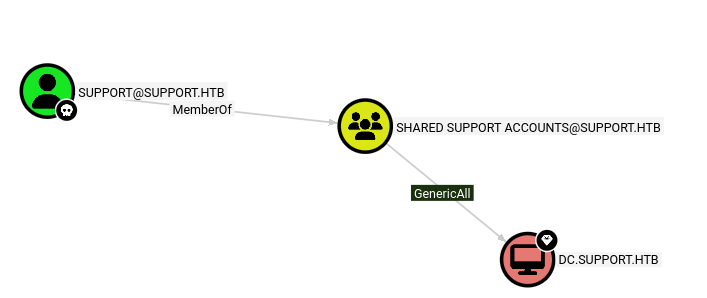 SUPPORT@SUPPORT.HTB
MemberOf
SHARED SUPPORT ACCOUNTS@SUPPORT.HTB
GenericAll
DC.SUPPORT.HTB